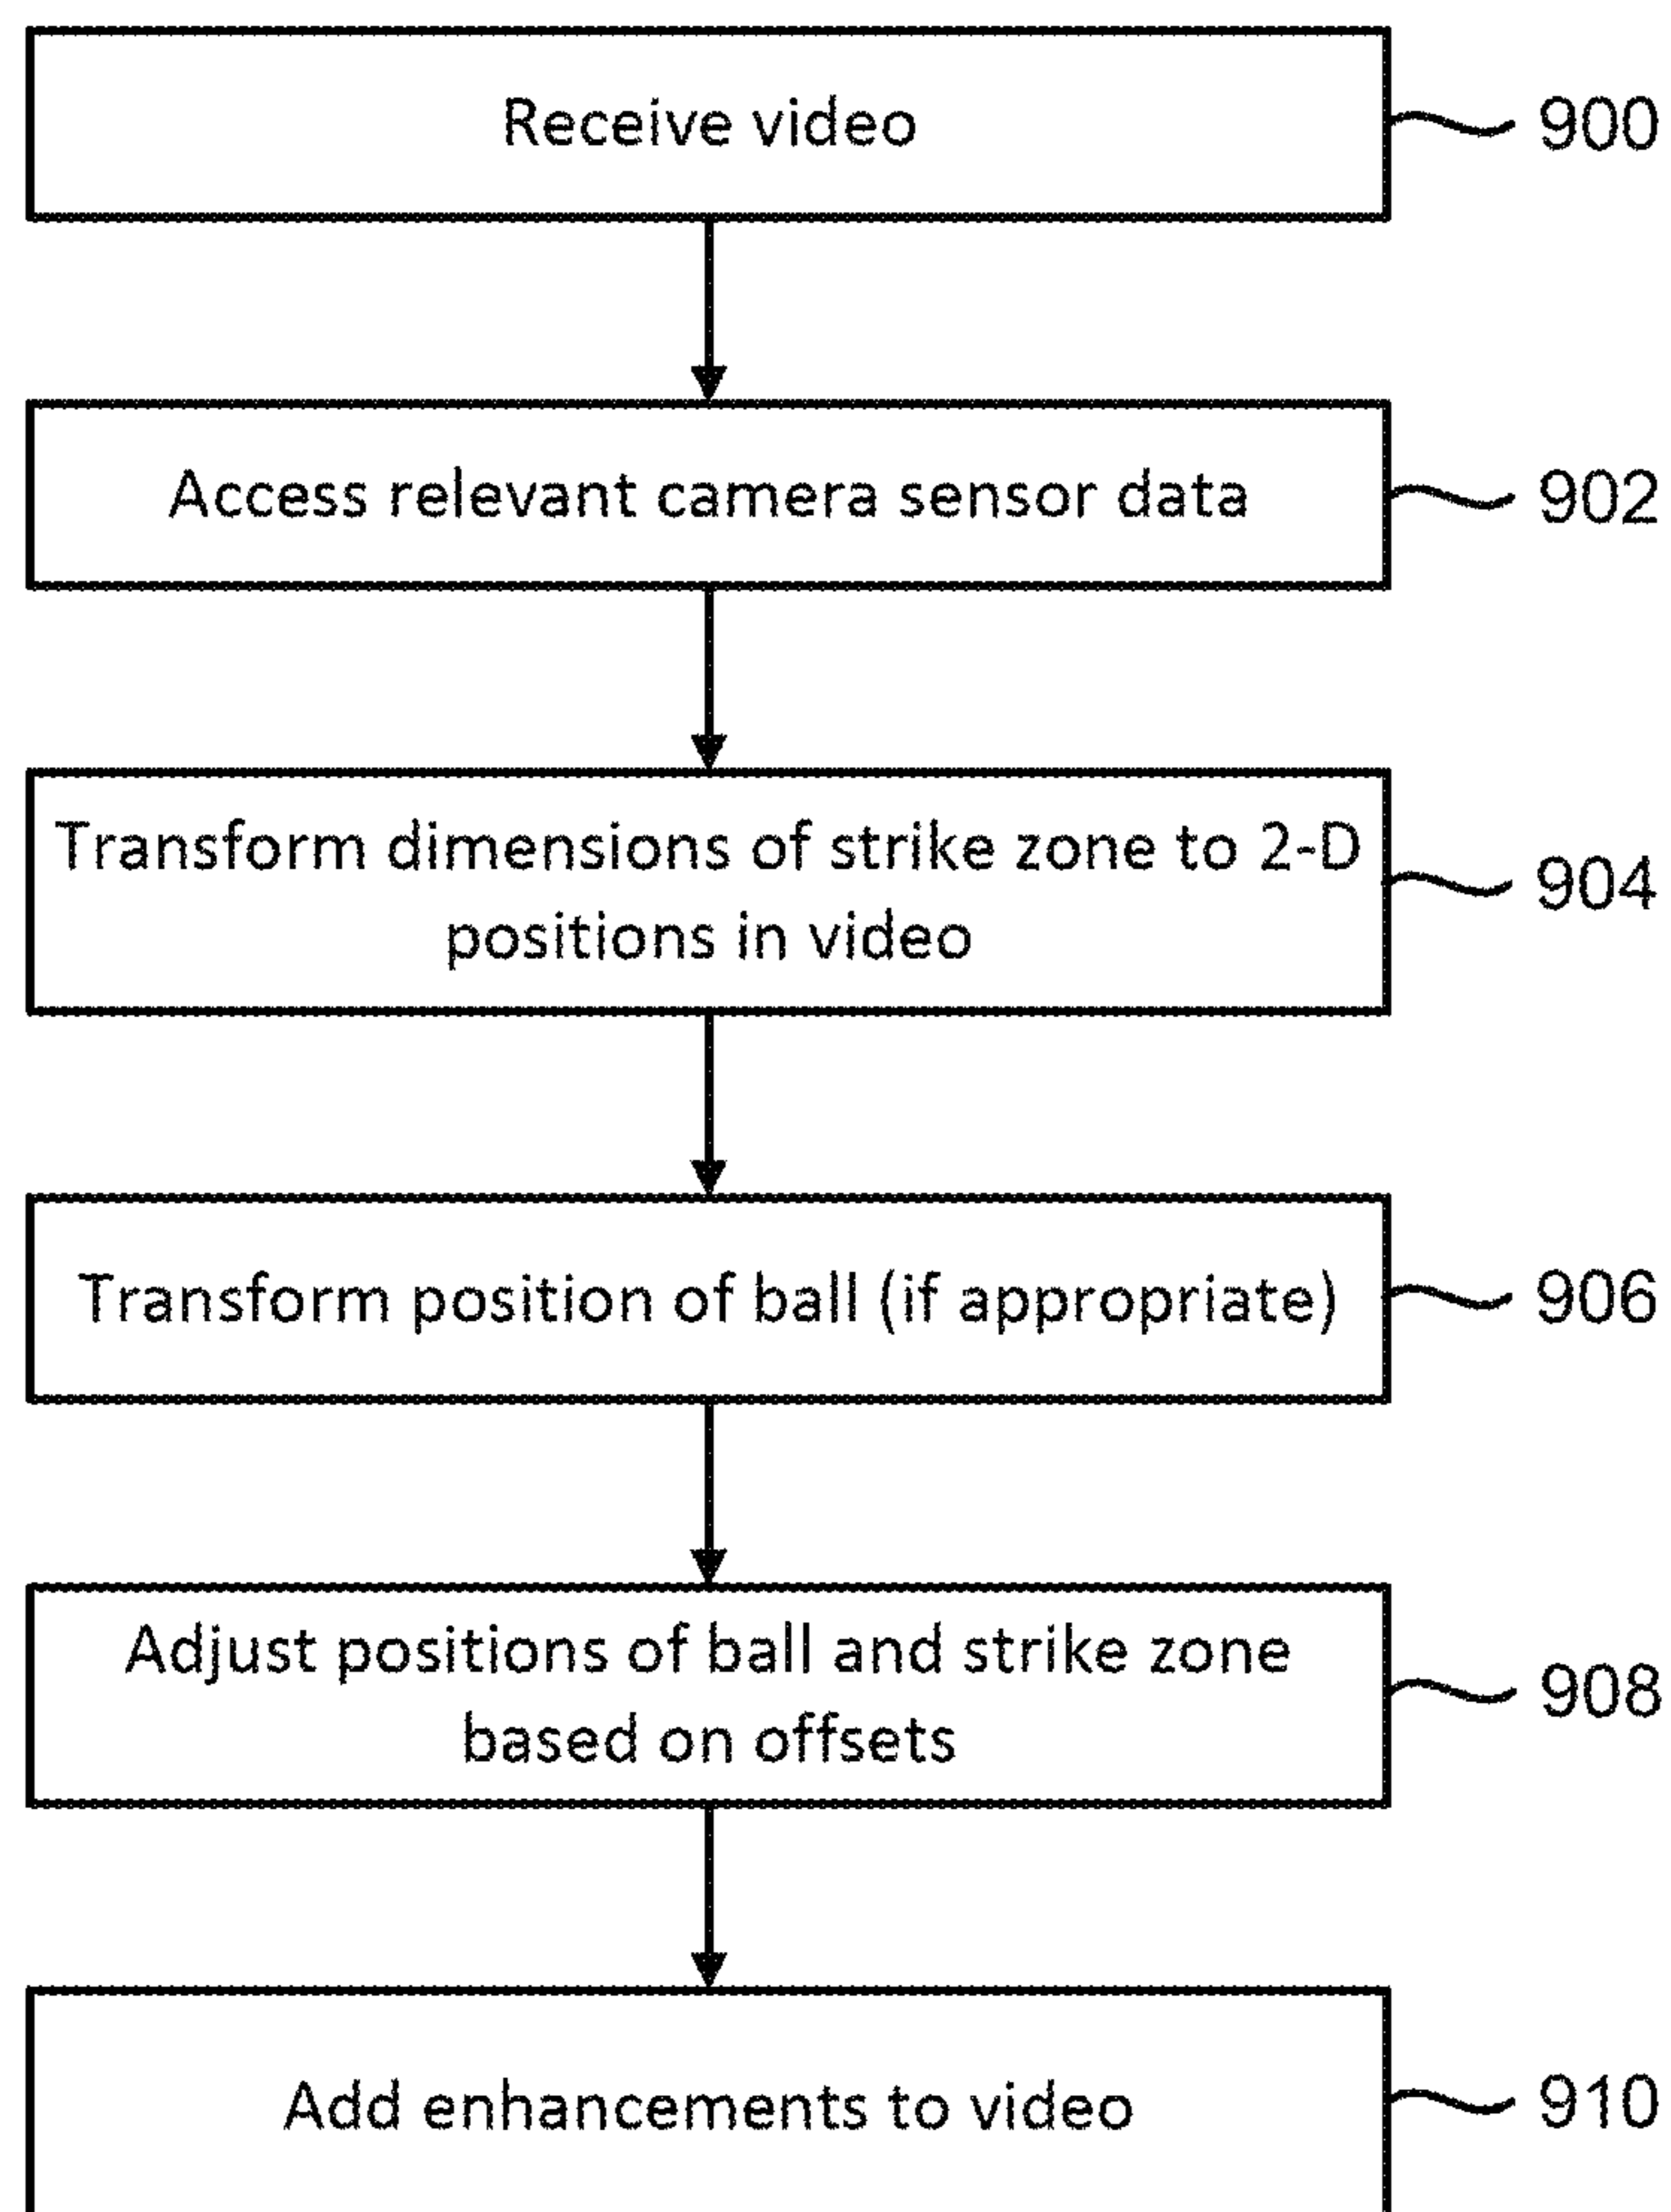 Receive video
900
Access relevant camera sensor data
902
Transform dimensions of strike zone to 2-D
positions in video
904
Transform position of ball (if appropriate)
906
Adjust positions of ball and strike zone
based on offsets
908
Add enhancements to video
910